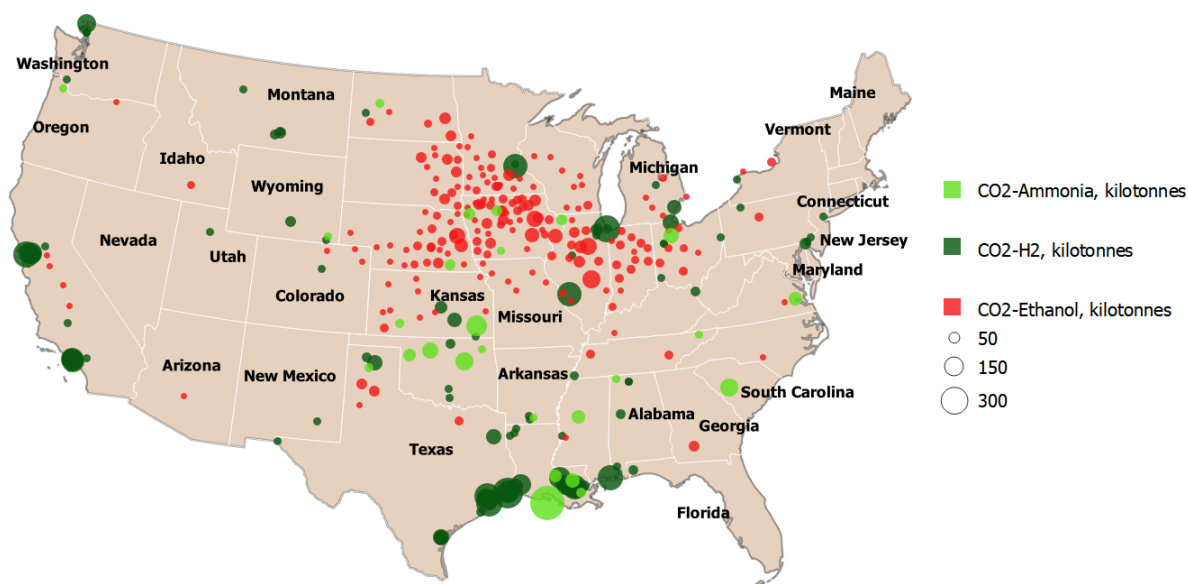 Maine
Washington
Montana
Vermont
Oregon
Idaho
Michigan
Wyoming
CO2-Ammonia, kilotonnes
Connecticut
Nevada
New Jersey
CO2-H2, kilotonnes
Utah
Maryland
Colorado
Kansas
Missouri
CO2-Ethanol, kilotonnes
50
Arizona
New Mexico
Arkansas
150
South Carolina
300
Alabama
Georgia
Texas
Florida